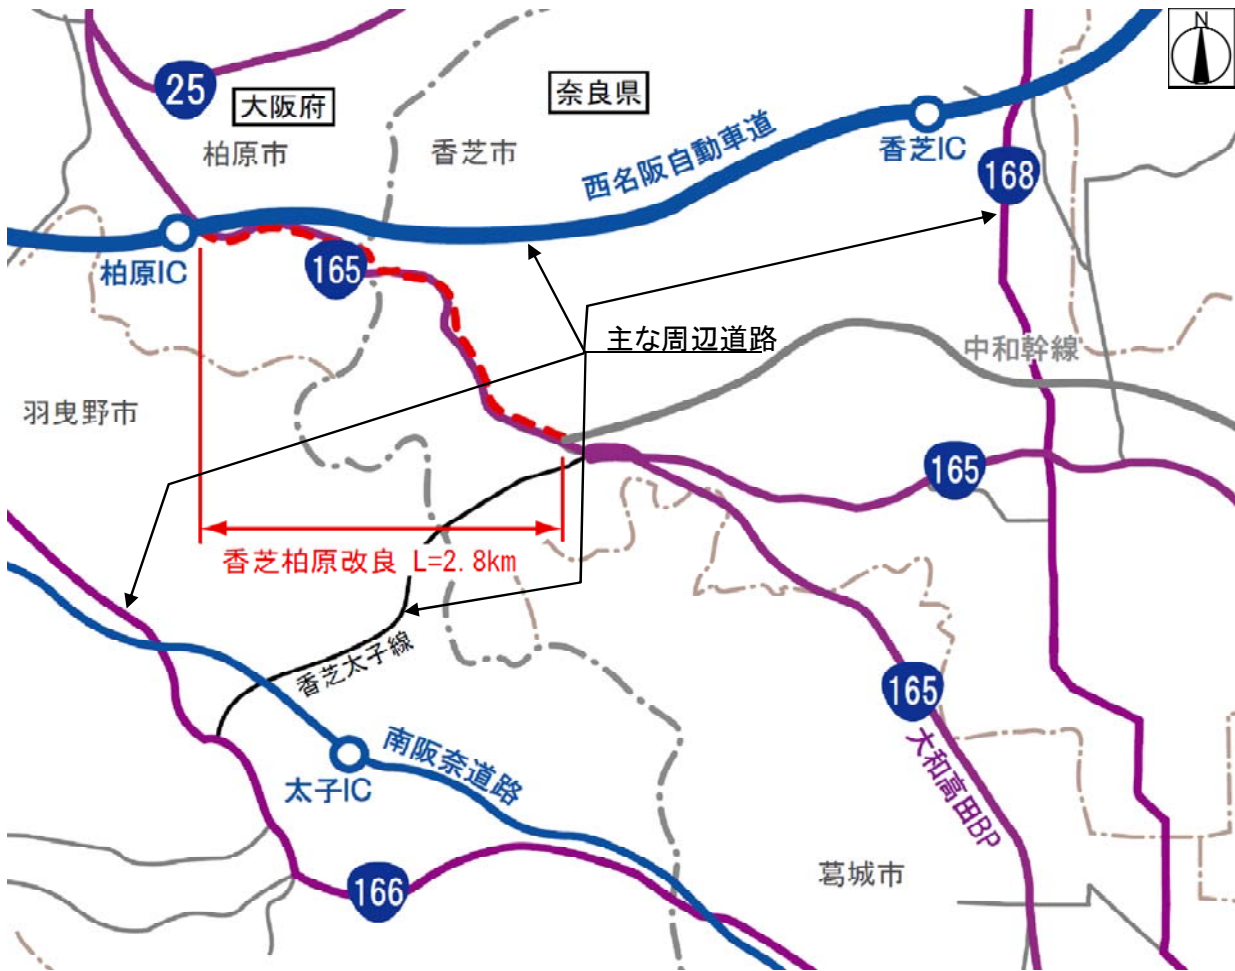 N
25
大阪府
奈良県
柏原市
香芝市
西名阪自動車道
香芝IC
168
柏原IC
165
主な周辺道路
中和幹線
羽曳野市
165
香芝柏原改良 L=2.8km
香芝太子線
165
南阪奈道路
太子IC
大和高田BP
166
葛城市